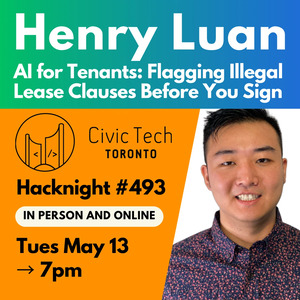 Henry Luan
AI for Tenants: Flagging Illegal
Lease Clauses Before You Sign
</>
Civic Tech
TORONTO
Hacknight #493
IN PERSON AND ONLINE
Tues May 13
→ 7pm